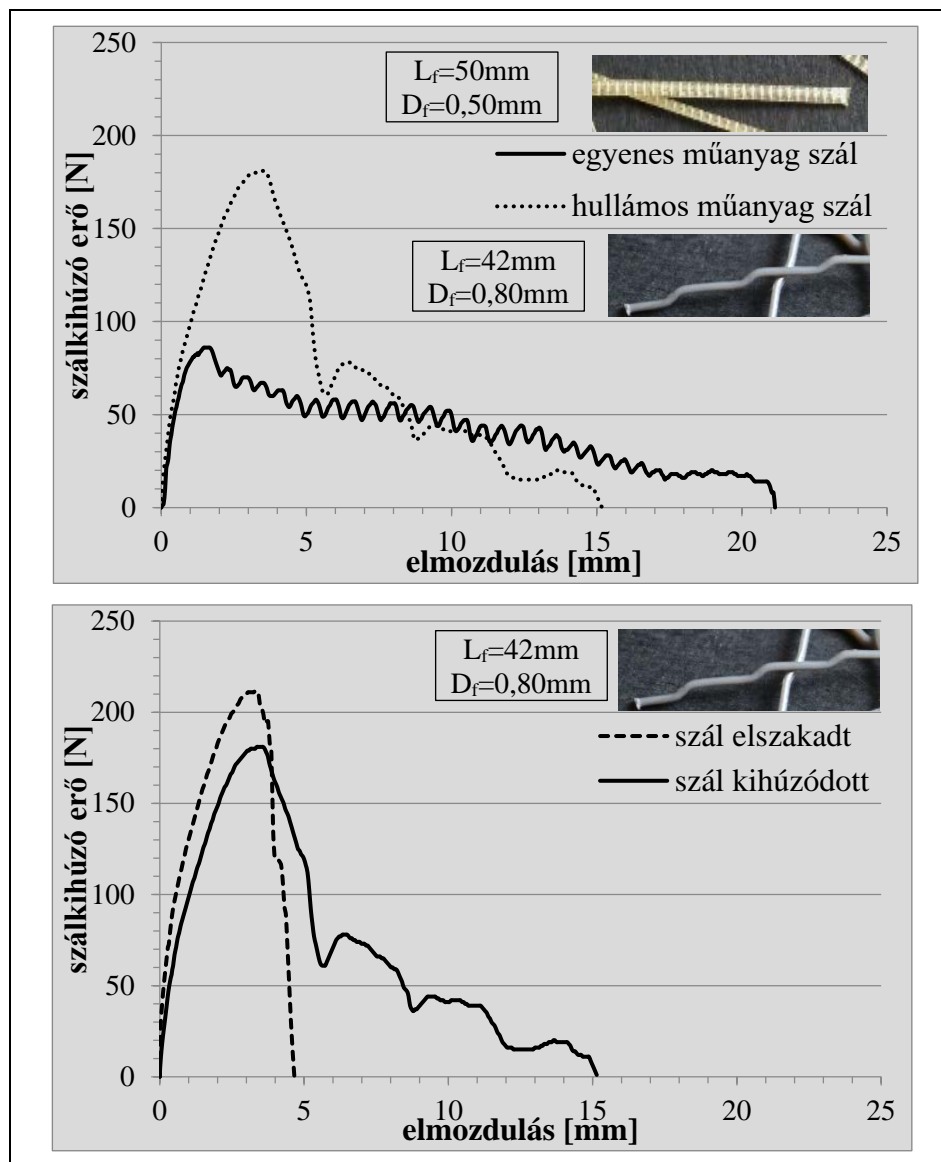 250
200
150
100
50
0
szálkihúzó erő [N]
L_f=50mm
D_f=0,50mm
egyenes műanyag szál
hullámos műanyag szál
L_f=42mm
D_f=0,80mm
0 5 10 15 20 25
elmozdulás [mm]
250
200
150
100
50
0
szálkihúzó erő [N]
L_f=42mm
D_f=0,80mm
szál elszakadt
szál kihúzódott
0 5 10 15 20 25
elmozdulás [mm]